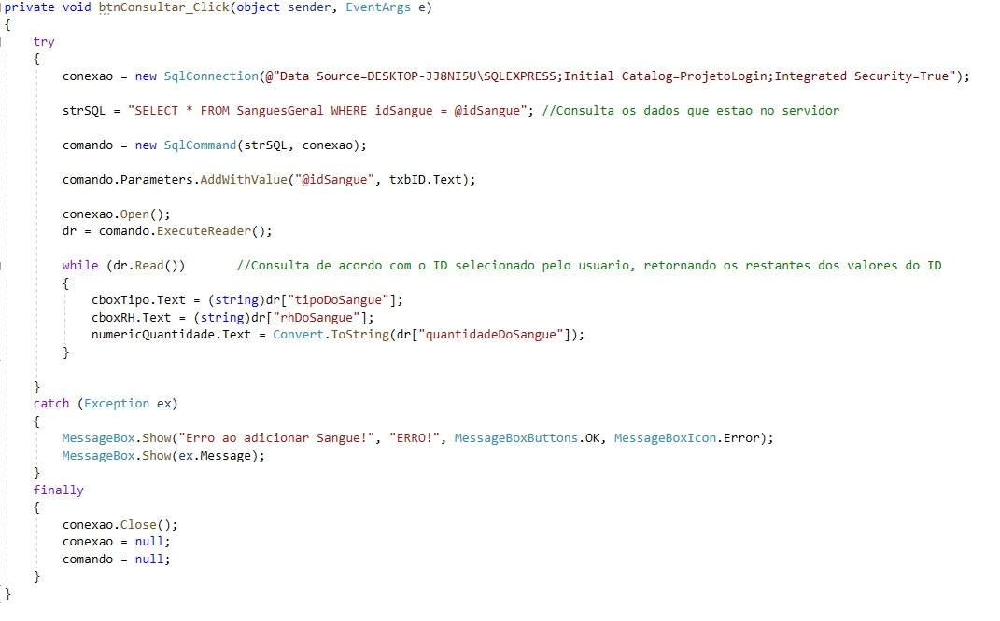 private void btnConsultar_Click(object sender, EventArgs e)
{
try
{
conexao = new SqlConnection(@"Data Source=DESKTOP-JJ8NI5U\SQLEXPRESS;Initial Catalog=ProjetoLogin;Integrated Security=True");
strSQL = "SELECT * FROM SanguesGeral WHERE idSangue = @idSangue"; //Consulta os dados que estao no servidor
comando = new SqlCommand(strSQL, conexao);
comando.Parameters.AddWithValue("@idSangue", txbID.Text);
conexao.Open();
dr = comando.ExecuteReader();
while (dr.Read())       //Consulta de acordo com o ID selecionado pelo usuario, retornando os restantes dos valores do ID
{
cboxTipo.Text = (string)dr["tipoDoSangue"];
cboxRH.Text = (string)dr["rhDoSangue"];
numericQuantidade.Text = Convert.ToString(dr["quantidadeDoSangue"]);
}
}
catch (Exception ex)
{
MessageBox.Show("Erro ao adicionar Sangue!", "ERRO!", MessageBoxButtons.OK, MessageBoxIcon.Error);
MessageBox.Show(ex.Message);
}
finally
{
conexao.Close();
conexao = null;
comando = null;
}
}